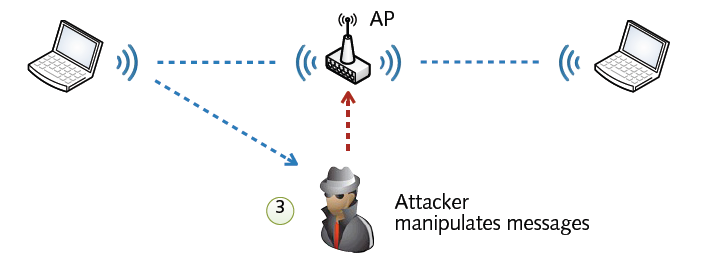 AP
3
Attacker
manipulates messages